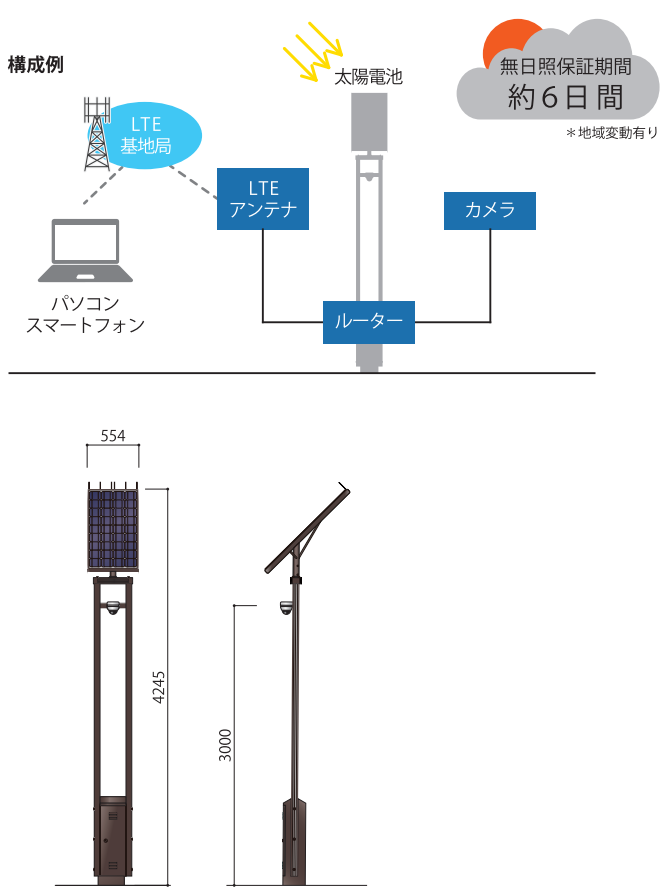 構成例
太陽電池
無日照保証期間
約6日間
＊地域変動有り
LTE
基地局
LTE
アンテナ
カメラ
パソコン
スマートフォン
ルーター
554
4245
3000